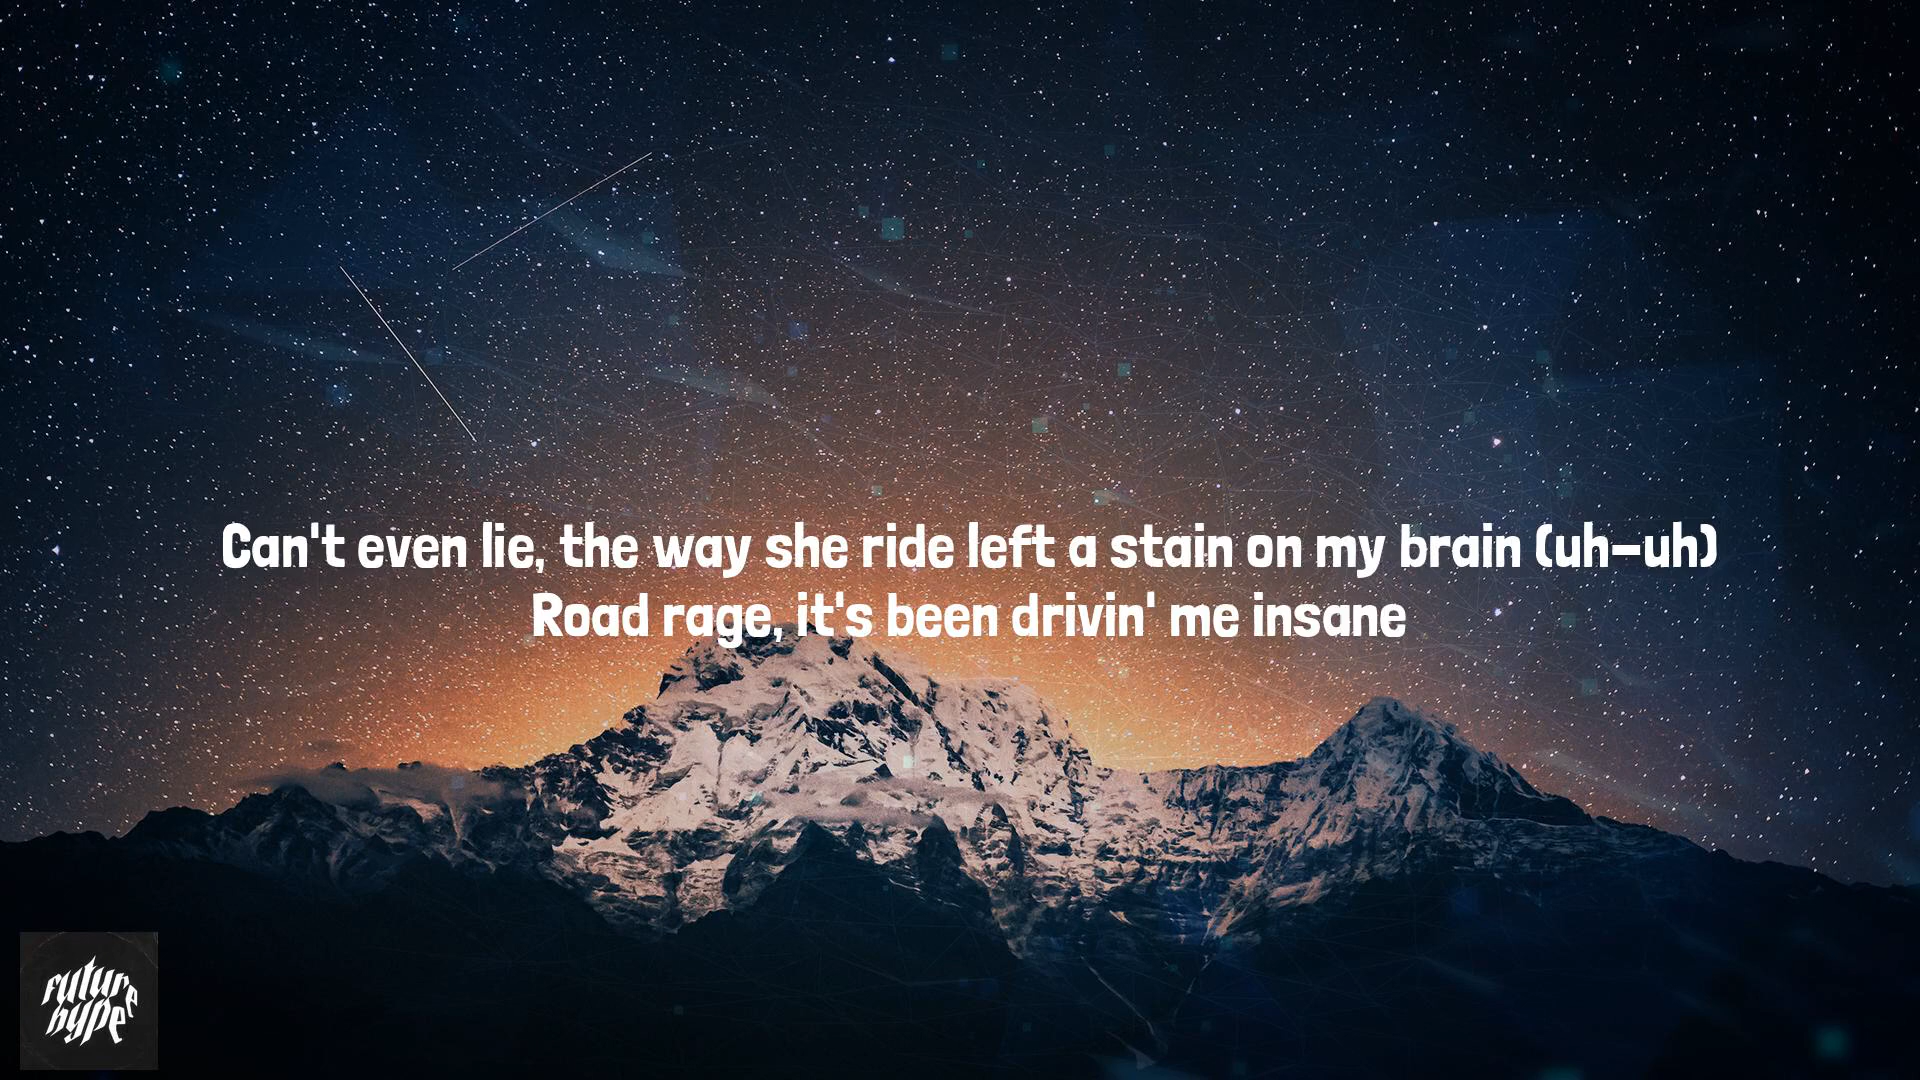 Can't even lie, the way she ride left a stain on my brain (uh-uh)
Road rage, it's been drivin' me insane
future
hype